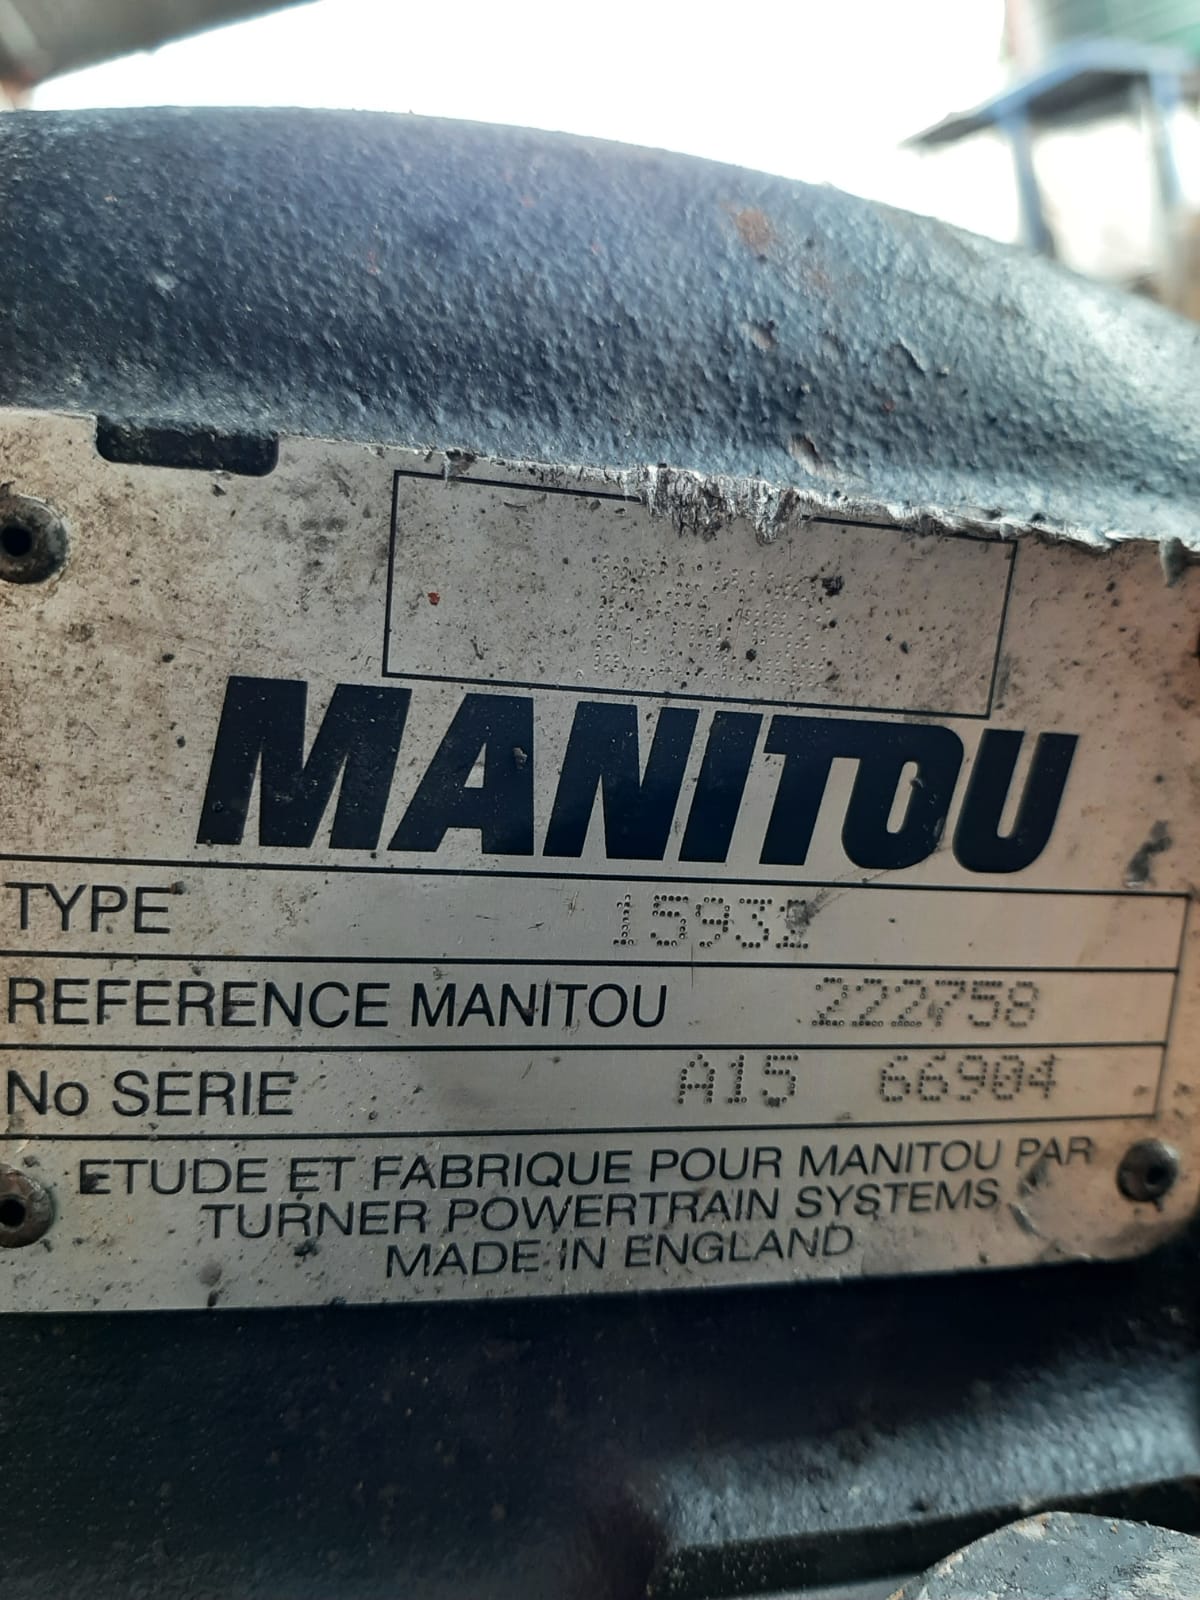 MANITOU
TYPE
REFERENCE MANITOU 222758
No SERIE A15 66904
ETUDE ET FABRIQUE POUR MANITOU PAR
TURNER POWERTRAIN SYSTEMS
MADE IN ENGLAND